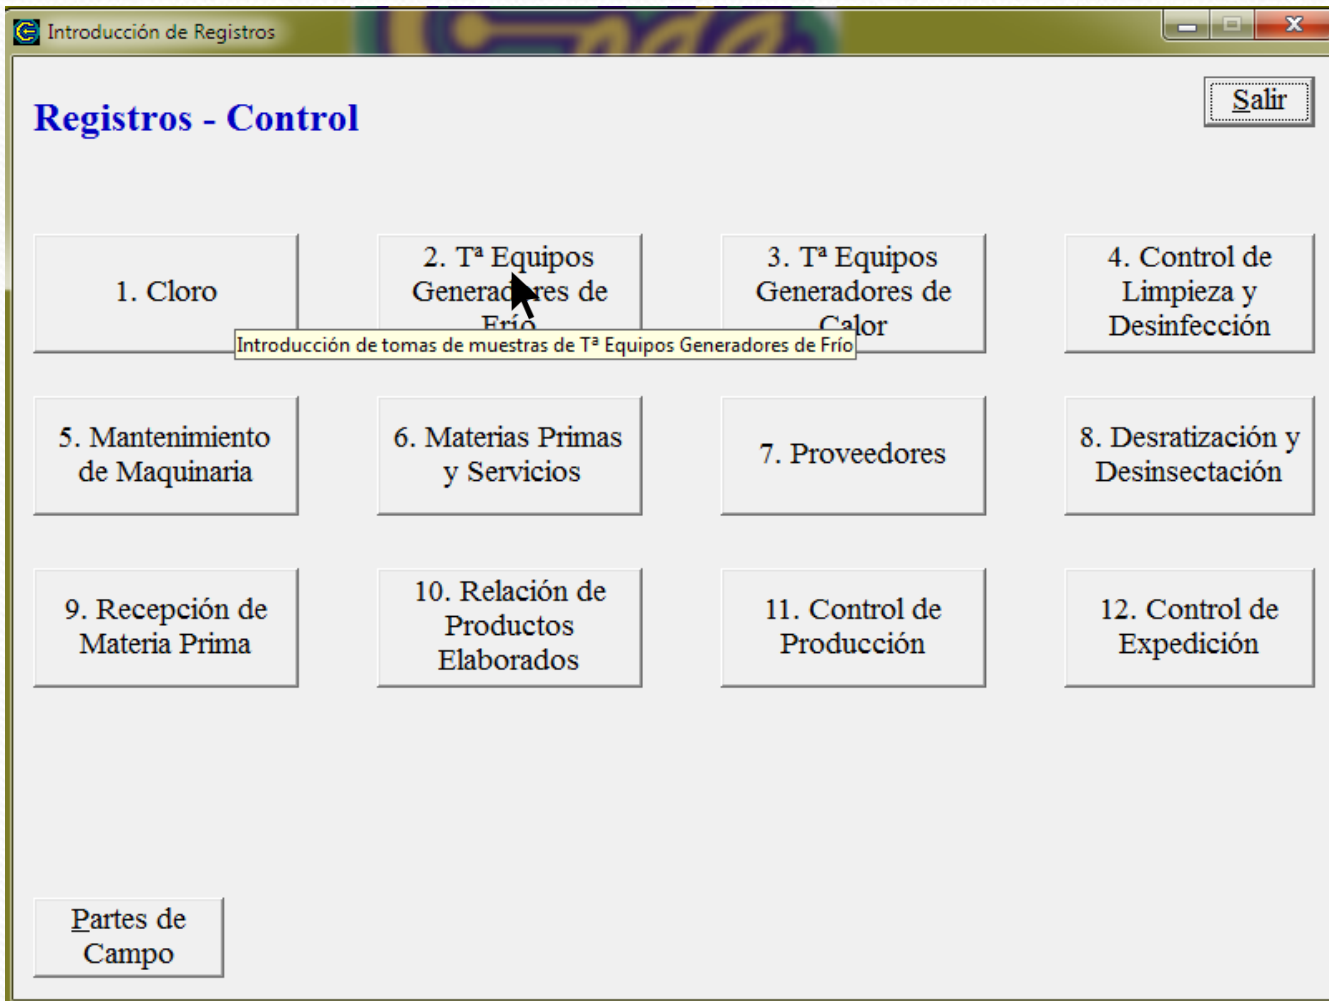 Introducción de Registros
Registros - Control
Salir
1. Cloro
2. Tª Equipos
Generadores de
Frío
3. Tª Equipos
Generadores de
Calor
4. Control de
Limpieza y
Desinfección
Introducción de tomas de muestras de Tª Equipos Generadores de Frío
5. Mantenimiento
de Maquinaria
6. Materias Primas
y Servicios
7. Proveedores
8. Desratización y
Desinsectación
9. Recepción de
Materia Prima
10. Relación de
Productos
Elaborados
11. Control de
Producción
12. Control de
Expedición
Partes de
Campo